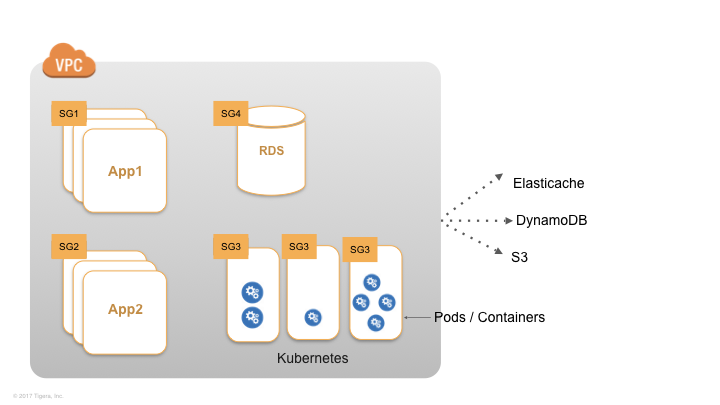 VPC
SG1
App1
SG4
RDS
Elasticache
DynamoDB
S3
SG2
App2
SG3
SG3
SG3
Pods / Containers
Kubernetes
© 2017 Tigera, Inc.